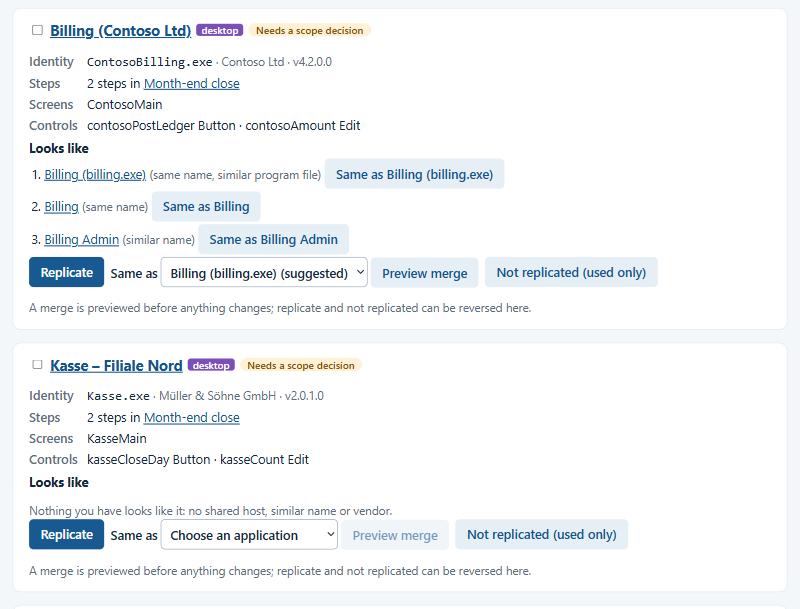 Billing (Contoso Ltd) desktop Needs a scope decision
Identity ContosoBilling.exe · Contoso Ltd · v4.2.0.0
Steps 2 steps in Month-end close
Screens ContosoMain
Controls contosoPostLedger Button · contosoAmount Edit
Looks like
1. Billing (billing.exe) (same name, similar program file) Same as Billing (billing.exe)
2. Billing (same name) Same as Billing
3. Billing Admin (similar name) Same as Billing Admin
Replicate Same as Billing (billing.exe) (suggested) Preview merge Not replicated (used only)
A merge is previewed before anything changes; replicate and not replicated can be reversed here.
Kasse – Filiale Nord desktop Needs a scope decision
Identity Kasse.exe · Müller & Söhne GmbH · v2.0.1.0
Steps 2 steps in Month-end close
Screens KasseMain
Controls kasseCloseDay Button · kasseCount Edit
Looks like
Nothing you have looks like it: no shared host, similar name or vendor.
Replicate Same as Choose an application Preview merge Not replicated (used only)
A merge is previewed before anything changes; replicate and not replicated can be reversed here.